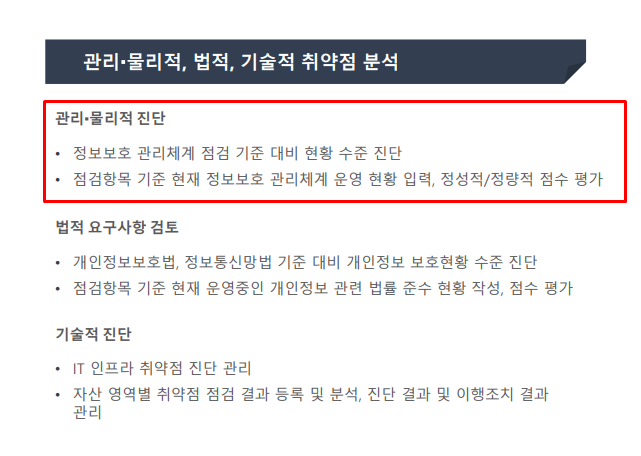 관리·물리적, 법적, 기술적 취약점 분석
관리·물리적 진단
• 정보보호 관리체계 점검 기준 대비 현황 수준 진단
• 점검항목 기준 현재 정보보호 관리체계 운영 현황 입력, 정성적/정량적 점수 평가
법적 요구사항 검토
• 개인정보보호법, 정보통신망법 기준 대비 개인정보 보호현황 수준 진단
• 점검항목 기준 현재 운영중인 개인정보 관련 법률 준수 현황 작성, 점수 평가
기술적 진단
• IT 인프라 취약점 진단 관리
• 자산 영역별 취약점 점검 결과 등록 및 분석, 진단 결과 및 이행조치 결과
관리